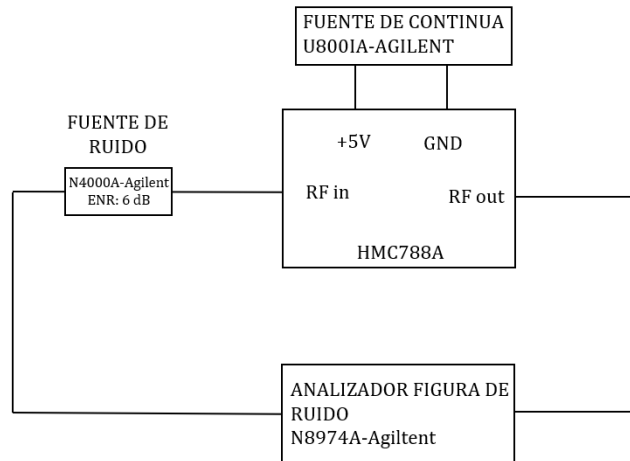 FUENTE DE CONTINUA
U800IA-AGILENT
FUENTE DE
RUIDO
+5V
GND
N4000A-Agilent
ENR: 6 dB
RF in
RF out
HMC788A
ANALIZADOR FIGURA DE
RUIDO
N8974A-Agiltent